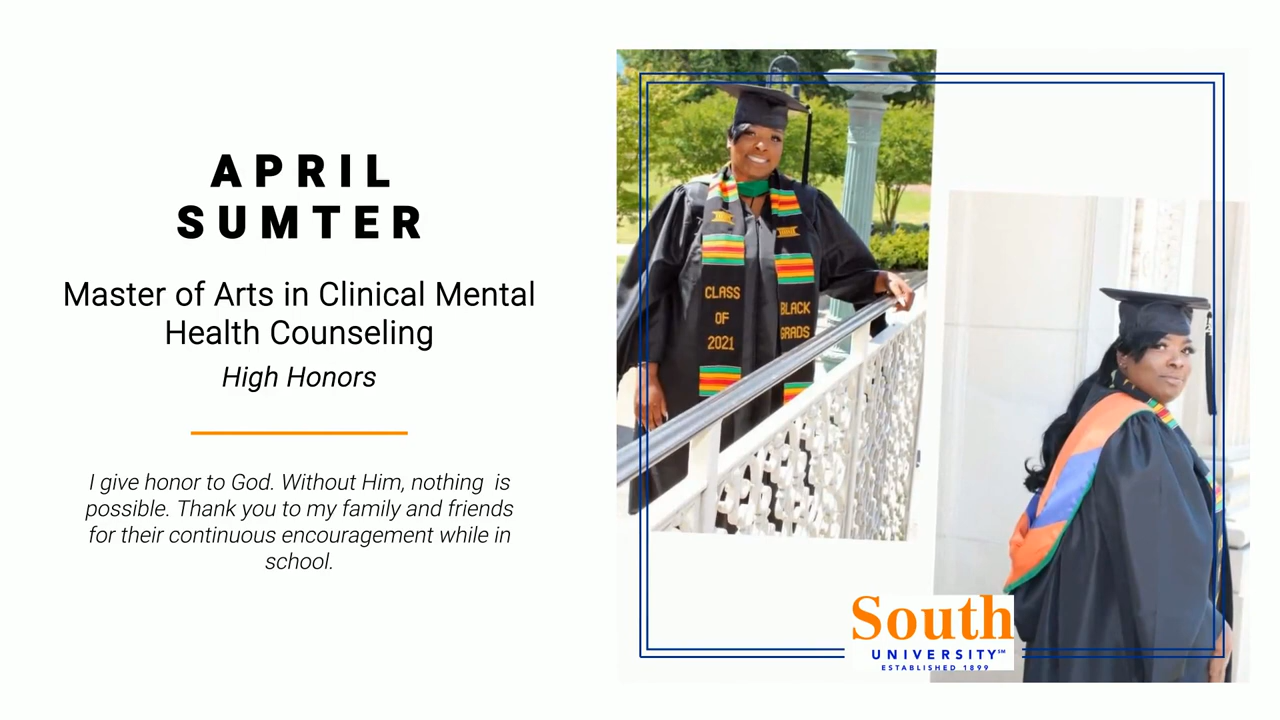 APRIL
SUMTER
Master of Arts in Clinical Mental
Health Counseling
High Honors
I give honor to God. Without Him, nothing is
possible. Thank you to my family and friends
for their continuous encouragement while in
school.
CLASS
OF
2021
BLACK
GRADS
South
UNIVERSITY℠
ESTABLISHED 1899